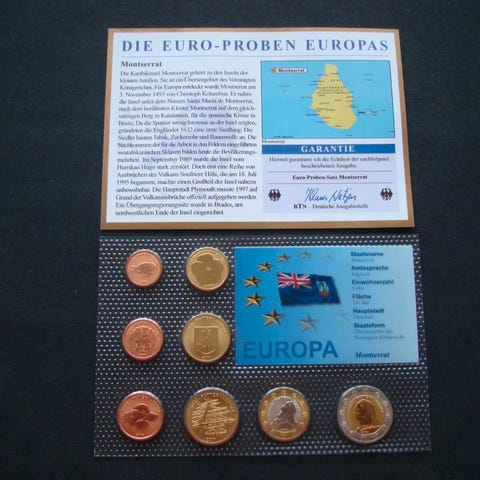 DIE EURO-PROBEN EUROPAS
Montserrat
Die Karibikinsel Montserrat gehört zu den Inseln der
kleinen Antillen. Sie ist ein Überseegebiet des Vereinigten
Königreiches. Für Europa entdeckt wurde Montserrat am
3. November 1493 von Christoph Kolumbus. Er nahm
die Insel unter dem Namen Santa Maria de Montserrat,
nach dem berühmten Kloster Montserrat auf dem gleich-
namigen Berg in Katalonien, für die spanische Krone in
Besitz. Da die Spanier wenig Interesse an der Insel zeigten,
gründeten die Engländer 1632 eine erste Siedlung. Die
Siedler bauten Tabak, Zuckerrohr und Baumwolle an. Die
Nachkommen der für die Arbeit in den Feldern eingeführten
westafrikanischen Sklaven bilden heute die Bevölkerungs-
mehrheit. Im September 1989 wurde die Insel vom
Hurrikan Hugo stark zerstört. Doch erst eine Reihe von
Ausbrüchen des Vulkans Soufriere Hills, die am 18. Juli
1995 begannen, machte einen Großteil der Insel nahezu
unbewohnbar. Die Hauptstadt Plymouth musste 1997 auf
Grund der Vulkanausbrüche offiziell aufgegeben werden.
Ein Übergangsregierungssitz wurde in Brades, am
nordwestlichen Ende der Insel eingerichtet.
Montserrat
Montserrat
GARANTIE
Hiermit garantiere ich die Echtheit der nachfolgend
beschriebenen Ausgabe.
Euro-Proben-Satz Montserrat
BTN - Deutsche Ausgabestelle
Staatsname
Montserrat
Amtssprache
Englisch
Einwohnerzahl
Fläche
Hauptstadt
Plymouth
Staatsform
Überseegebiet des
Vereinigten Königreichs
EUROPA
Montserrat